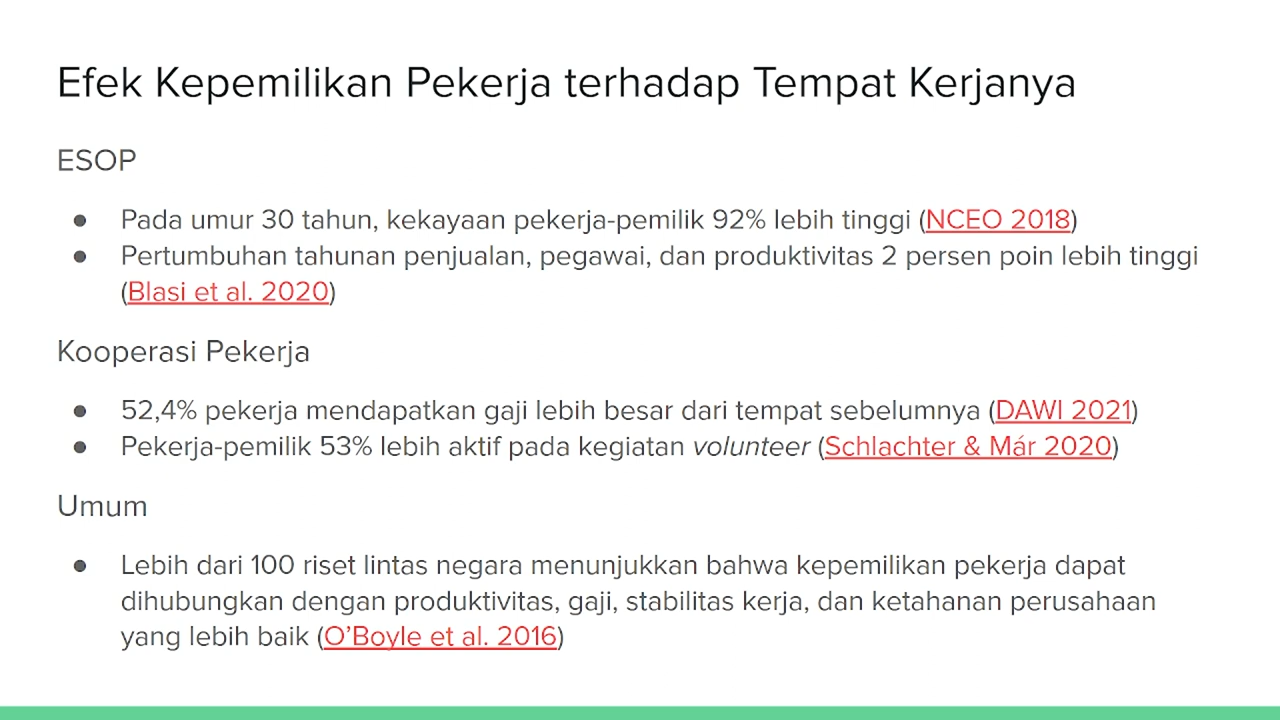 Efek Kepemilikan Pekerja terhadap Tempat Kerjanya
ESOP
● Pada umur 30 tahun, kekayaan pekerja-pemilik 92% lebih tinggi (NCEO 2018)
● Pertumbuhan tahunan penjualan, pegawai, dan produktivitas 2 persen poin lebih tinggi
(Blasi et al. 2020)
Kooperasi Pekerja
● 52,4% pekerja mendapatkan gaji lebih besar dari tempat sebelumnya (DAWI 2021)
● Pekerja-pemilik 53% lebih aktif pada kegiatan volunteer (Schlachter & Már 2020)
Umum
● Lebih dari 100 riset lintas negara menunjukkan bahwa kepemilikan pekerja dapat
dihubungkan dengan produktivitas, gaji, stabilitas kerja, dan ketahanan perusahaan
yang lebih baik (O’Boyle et al. 2016)